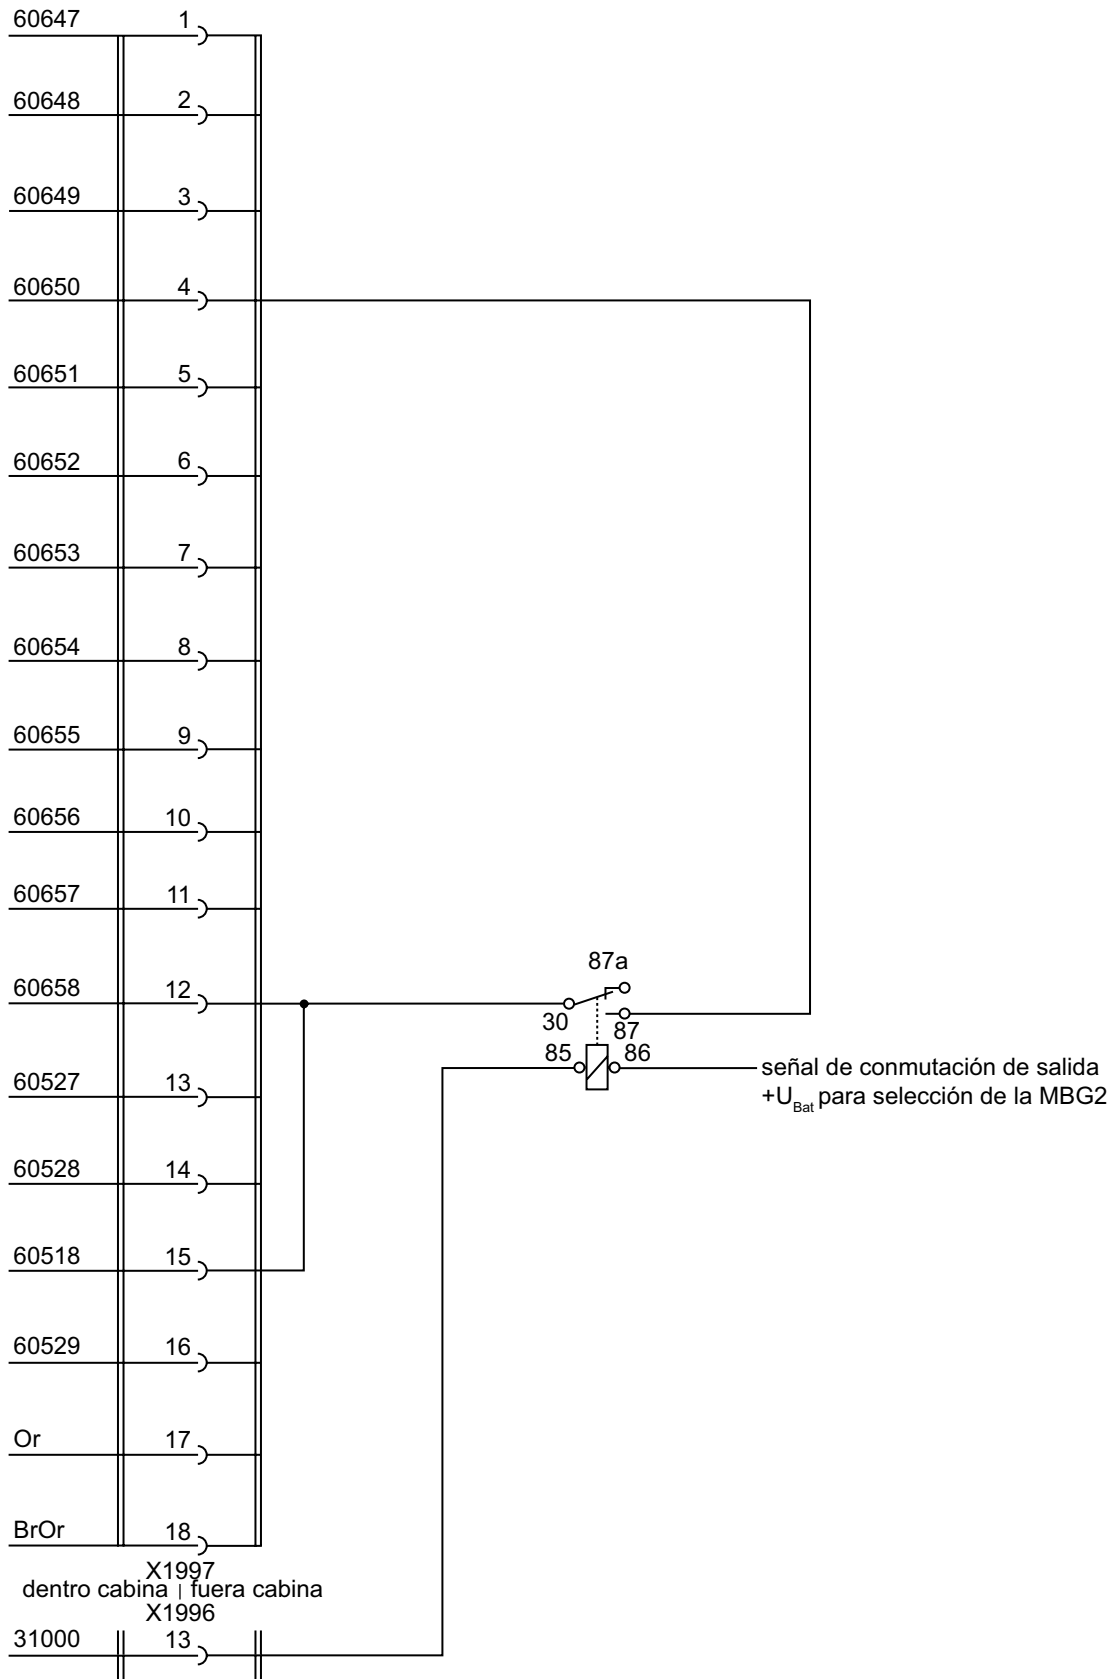 60647 1
60648 2
60649 3
60650 4
60651 5
60652 6
60653 7
60654 8
60655 9
60656 10
60657 11
87a
60658 12
30 87
85 86
señal de conmutación de salida
+UBat para selección de la MBG2
60527 13
60528 14
60518 15
60529 16
Or 17
BrOr 18
X1997
dentro cabina | fuera cabina
X1996
31000 13